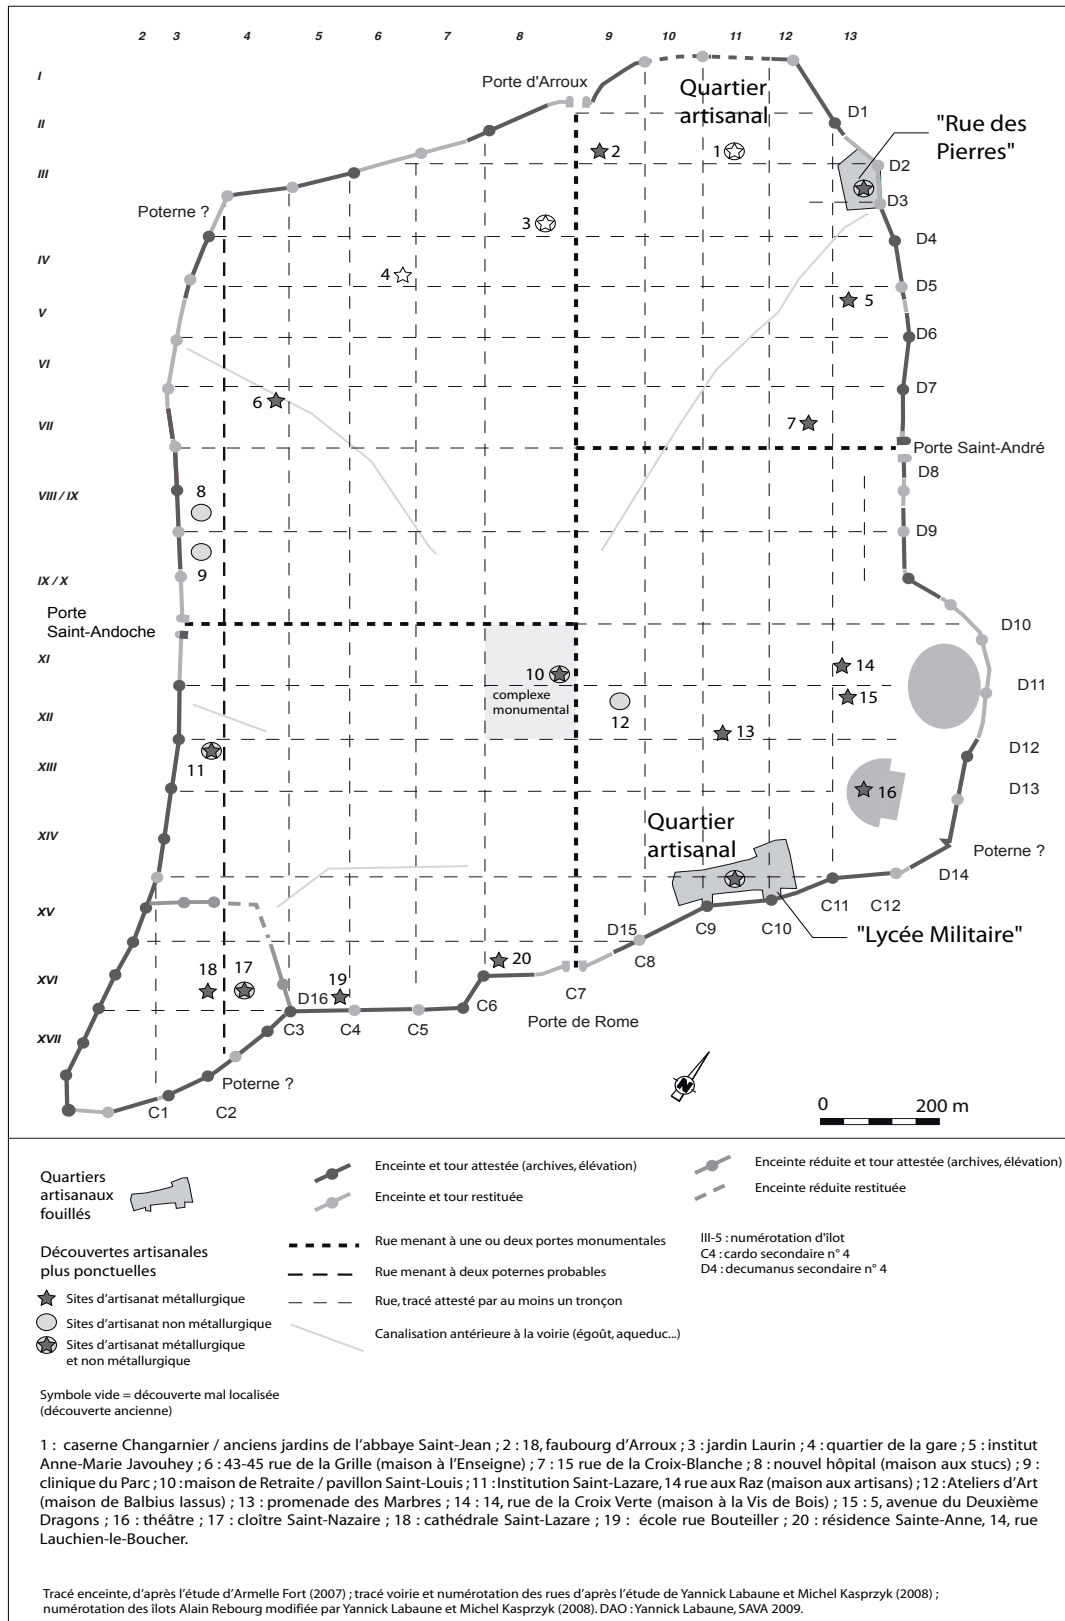 2 3 4 5 6 7 8 9 10 11 12 13
I
II
III
IV
V
VI
VII
VIII / IX
IX / X
XI
XII
XIII
XIV
XV
XVI
XVII
Porte d'Arroux
Quartier
artisanal
D1
"Rue des
Pierres"
2
1
D2
D3
Poterne ?
3
D4
4
D5
5
D6
D7
6
7
Porte Saint-André
D8
8
D9
9
Porte
Saint-Andoche
D10
10
complexe
monumental
14
D11
15
12
13
D12
11
D13
16
Quartier
artisanal
Poterne ?
D14
C11
C12
C9
C10
"Lycée Militaire"
D15
C8
20
18
17
19
D16
C7
C6
C3
C4
C5
Porte de Rome
Poterne ?
C1
C2
N
0 200 m
Quartiers
artisanaux
fouillés
Découvertes artisanales
plus ponctuelles
Sites d'artisanat métallurgique
Sites d'artisanat non métallurgique
Sites d'artisanat métallurgique
et non métallurgique
Symbole vide = découverte mal localisée
(découverte ancienne)
Enceinte et tour attestée (archives, élévation)
Enceinte et tour restituée
Rue menant à une ou deux portes monumentales
Rue menant à deux poternes probables
Rue, tracé attesté par au moins un tronçon
Canalisation antérieure à la voirie (égoût, aqueduc...)
Enceinte réduite et tour attestée (archives, élévation)
Enceinte réduite restituée
III-5 : numérotation d'îlot
C4 : cardo secondaire n° 4
D4 : decumanus secondaire n° 4
1 : caserne Changarnier / anciens jardins de l'abbaye Saint-Jean ; 2 : 18, faubourg d'Arroux ; 3 : jardin Laurin ; 4 : quartier de la gare ; 5 : institut
Anne-Marie Javouhey ; 6 : 43-45 rue de la Grille (maison à l'Enseigne) ; 7 : 15 rue de la Croix-Blanche ; 8 : nouvel hôpital (maison aux stucs) ; 9 :
clinique du Parc ; 10 : maison de Retraite / pavillon Saint-Louis ; 11 : Institution Saint-Lazare, 14 rue aux Raz (maison aux artisans) ; 12 : Ateliers d'Art
(maison de Balbius Iassus) ; 13 : promenade des Marbres ; 14 : 14, rue de la Croix Verte (maison à la Vis de Bois) ; 15 : 5, avenue du Deuxième
Dragons ; 16 : théâtre ; 17 : cloître Saint-Nazaire ; 18 : cathédrale Saint-Lazare ; 19 : école rue Bouteiller ; 20 : résidence Sainte-Anne, 14, rue
Lauchien-le-Boucher.
Tracé enceinte, d'après l'étude d'Armelle Fort (2007) ; tracé voirie et numérotation des rues d'après l'étude de Yannick Labaune et Michel Kasprzyk (2008) ;
numérotation des îlots Alain Rebourg modifiée par Yannick Labaune et Michel Kasprzyk (2008). DAO : Yannick Labaune, SAVA 2009.